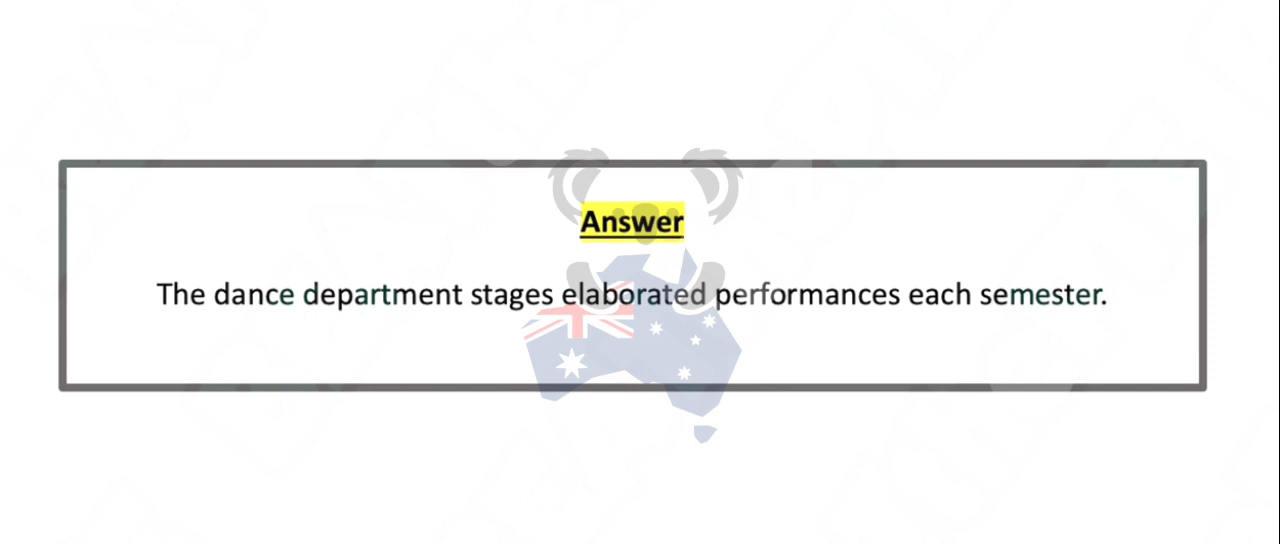 Answer
The dance department stages elaborated performances each semester.